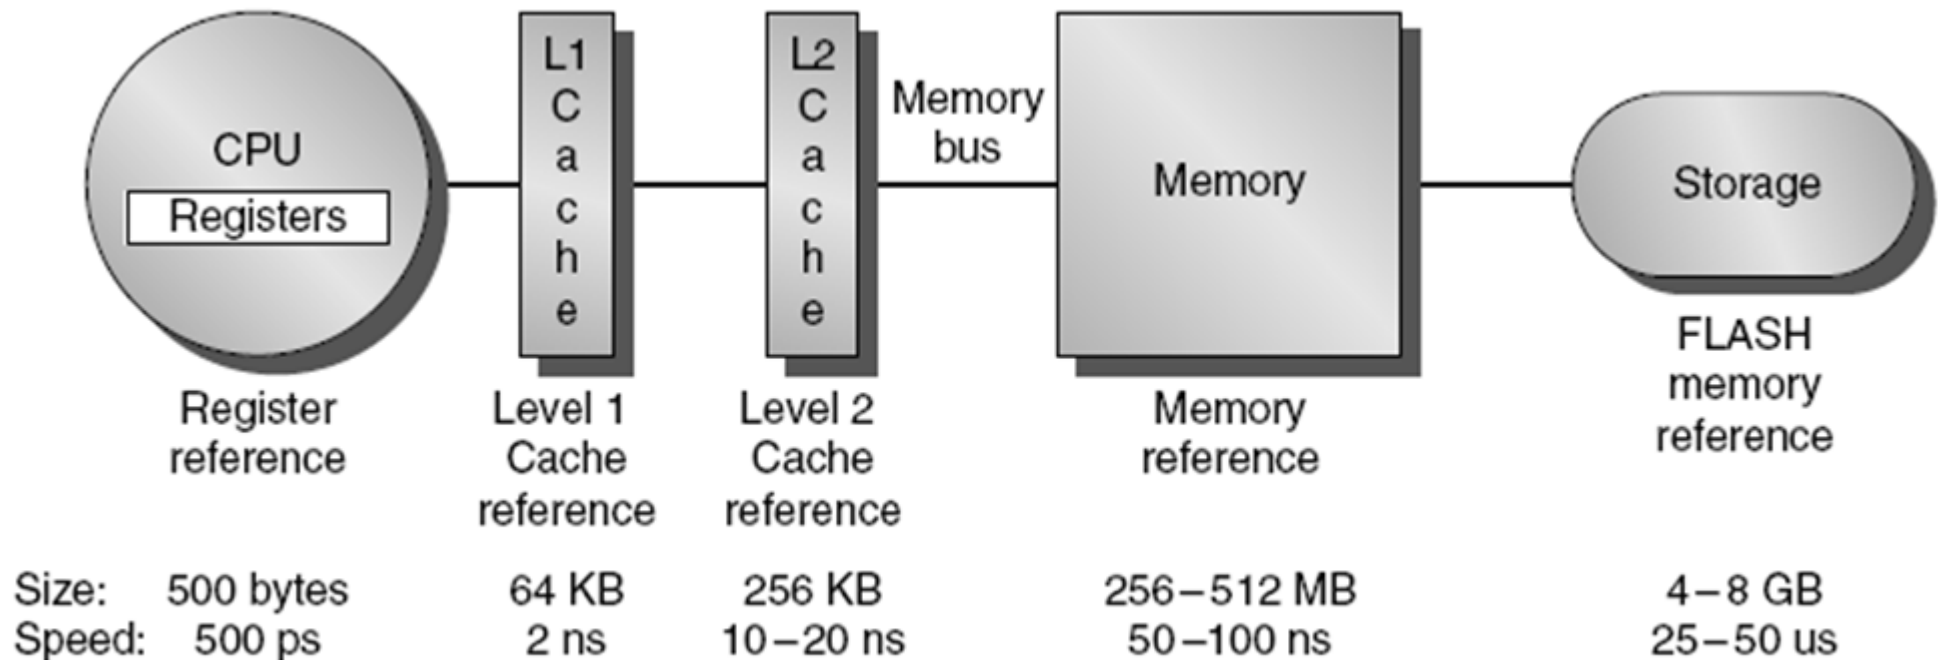 CPU
Registers
L1
C
a
c
h
e
L2
C
a
c
h
e
Memory
bus
Memory
Storage
Register
reference
Level 1
Cache
reference
Level 2
Cache
reference
Memory
reference
FLASH
memory
reference
Size: 500 bytes 64 KB 256 KB 256–512 MB 4–8 GB
Speed: 500 ps 2 ns 10–20 ns 50–100 ns 25–50 us